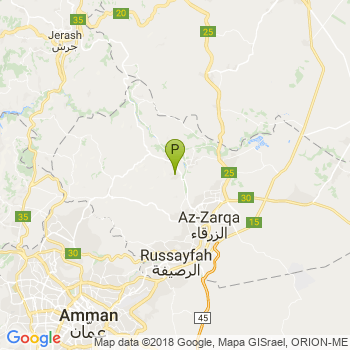 35
20
25
Jerash
جرش
P
25
30
Az-Zarqa
الزرقاء
15
35
30
Russayfah
الرصيفة
45
Amman
عمان
Google
Map data ©2018 Google, Mapa GISrael, ORION-ME